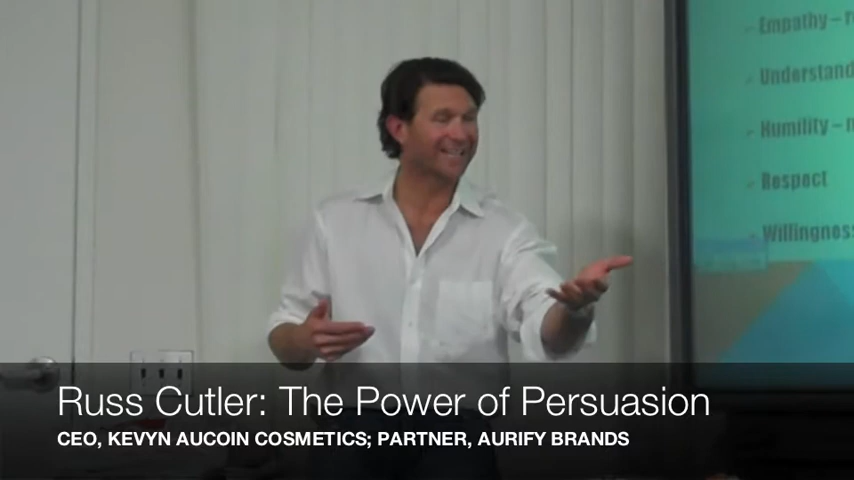 Empathy –
Understand
Humility –
Respect
Willingness
Russ Cutler: The Power of Persuasion
CEO, KEVYN AUCOIN COSMETICS; PARTNER, AURIFY BRANDS